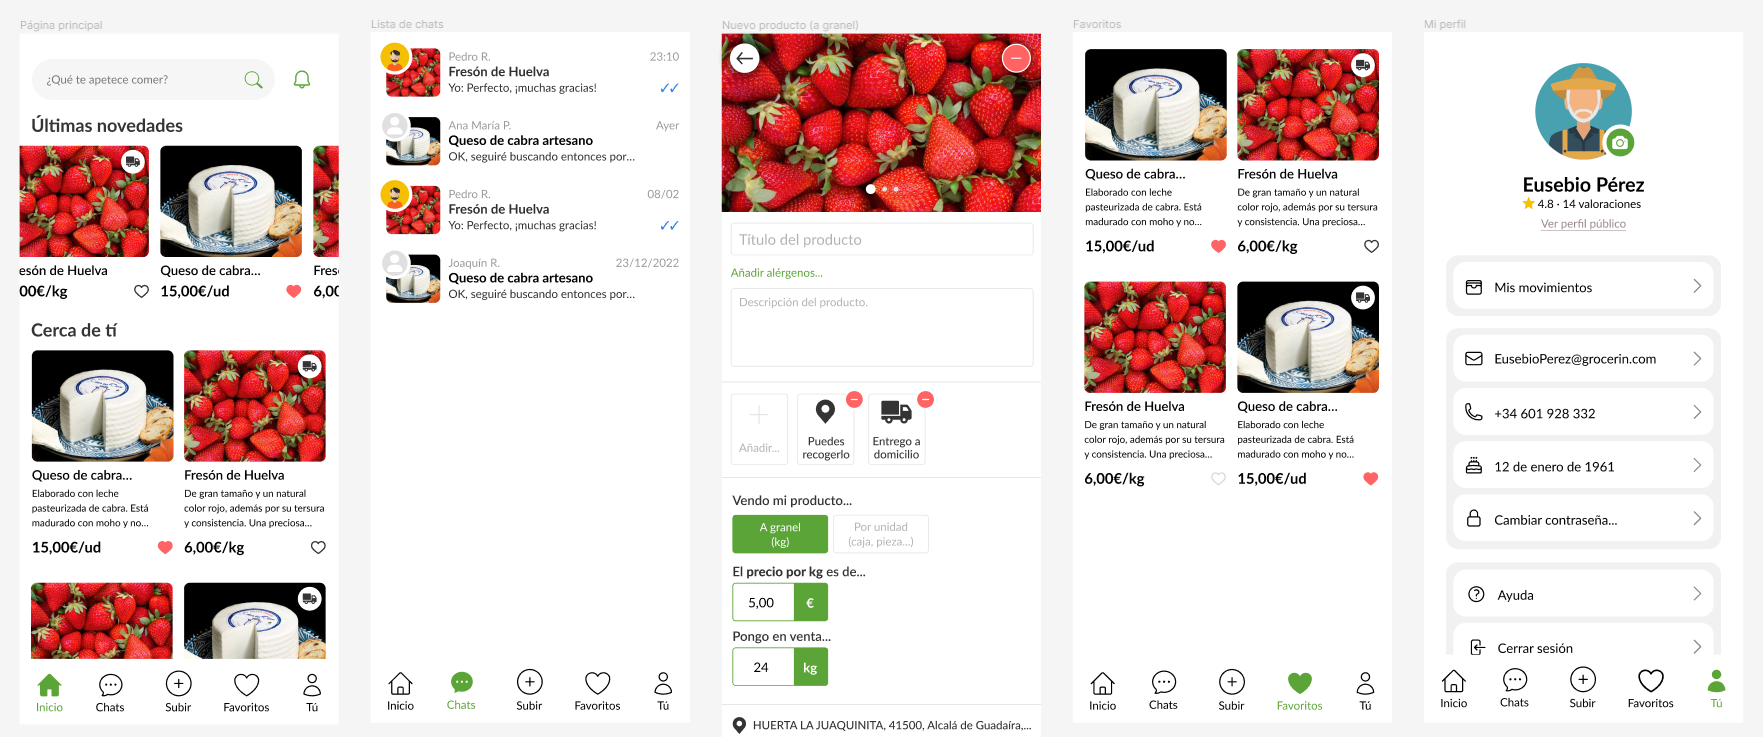 Página principal
¿Qué te apetece comer?
Últimas novedades
esón de Huelva
00€/kg
Queso de cabra...
15,00€/ud
Fres
6,00
Cerca de tí
Queso de cabra...
Elaborado con leche
pasteurizada de cabra. Está
madurado con moho y no...
15,00€/ud
Fresón de Huelva
De gran tamaño y un natural
color rojo, además por su tersura
y consistencia. Una preciosa...
6,00€/kg
Inicio
Chats
Subir
Favoritos
Tú
Lista de chats
Pedro R.
23:10
Fresón de Huelva
Yo: Perfecto, ¡muchas gracias!
Ana María P.
Ayer
Queso de cabra artesano
OK, seguiré buscando entonces por...
Pedro R.
08/02
Fresón de Huelva
Yo: Perfecto, ¡muchas gracias!
Joaquín R.
23/12/2022
Queso de cabra artesano
OK, seguiré buscando entonces por...
Inicio
Chats
Subir
Favoritos
Tú
Nuevo producto (a granel)
Título del producto
Añadir alérgenos...
Descripción del producto.
Añadir...
Puedes
recogerlo
Entrego a
domicilio
Vendo mi producto...
A granel
(kg)
Por unidad
(caja, pieza...)
El precio por kg es de...
5,00
€
Pongo en venta...
24
kg
HUERTA LA JUAQUINITA, 41500, Alcalá de Guadaíra,...
Favoritos
Queso de cabra...
Elaborado con leche
pasteurizada de cabra. Está
madurado con moho y no...
15,00€/ud
Fresón de Huelva
De gran tamaño y un natural
color rojo, además por su tersura
y consistencia. Una preciosa...
6,00€/kg
Fresón de Huelva
De gran tamaño y un natural
color rojo, además por su tersura
y consistencia. Una preciosa...
6,00€/kg
Queso de cabra...
Elaborado con leche
pasteurizada de cabra. Está
madurado con moho y no...
15,00€/ud
Inicio
Chats
Subir
Favoritos
Tú
Mi perfil
Eusebio Pérez
4.8 · 14 valoraciones
Ver perfil público
Mis movimientos
EusebioPerez@grocerin.com
+34 601 928 332
12 de enero de 1961
Cambiar contraseña...
Ayuda
Cerrar sesión
Inicio
Chats
Subir
Favoritos
Tú